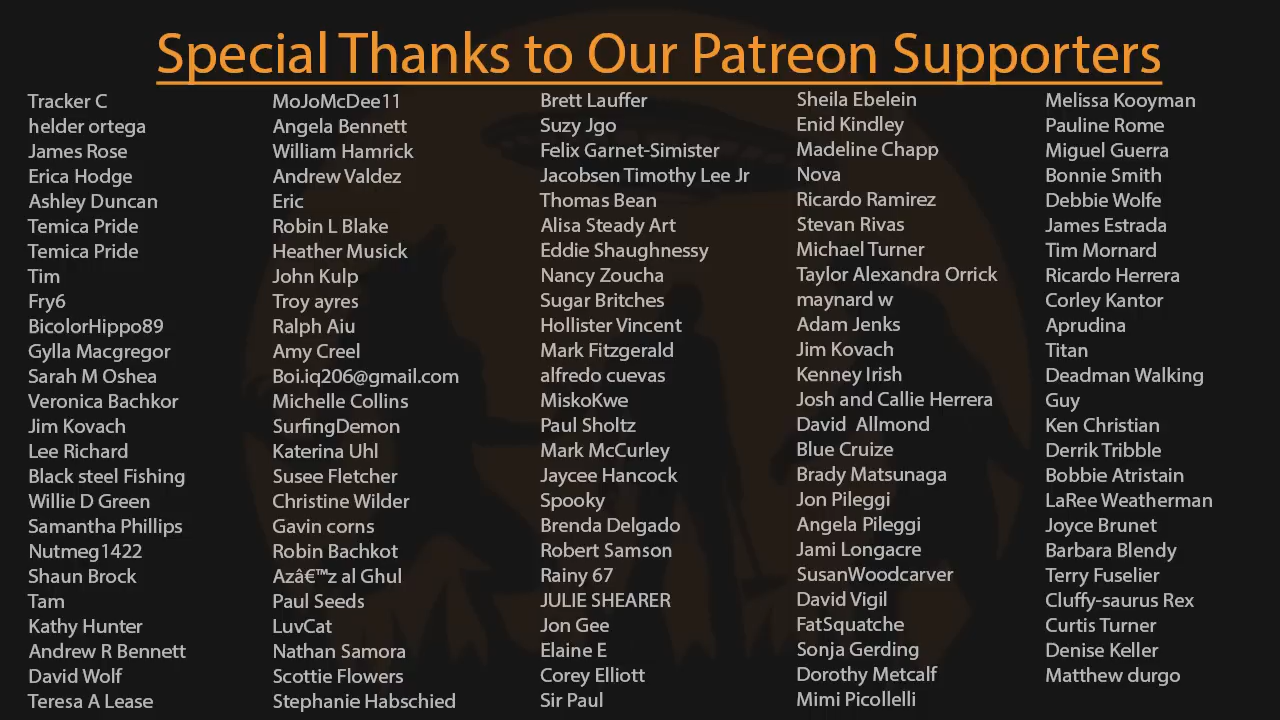 Special Thanks to Our Patreon Supporters
Tracker C
helder ortega
James Rose
Erica Hodge
Ashley Duncan
Temica Pride
Temica Pride
Tim
Fry6
BicolorHippo89
Gylla Macgregor
Sarah M Oshea
Veronica Bachkor
Jim Kovach
Lee Richard
Black steel Fishing
Willie D Green
Samantha Phillips
Nutmeg1422
Shaun Brock
Tam
Kathy Hunter
Andrew R Bennett
David Wolf
Teresa A Lease
MoJoMcDee11
Angela Bennett
William Hamrick
Andrew Valdez
Eric
Robin L Blake
Heather Musick
John Kulp
Troy ayres
Ralph Aiu
Amy Creel
Boi.iq206@gmail.com
Michelle Collins
SurfingDemon
Katerina Uhl
Susee Fletcher
Christine Wilder
Gavin corns
Robin Bachkot
Azâ€™z al Ghul
Paul Seeds
LuvCat
Nathan Samora
Scottie Flowers
Stephanie Habschied
Brett Lauffer
Suzy Jgo
Felix Garnet-Simister
Jacobsen Timothy Lee Jr
Thomas Bean
Alisa Steady Art
Eddie Shaughnessy
Nancy Zoucha
Sugar Britches
Hollister Vincent
Mark Fitzgerald
alfredo cuevas
MiskoKwe
Paul Sholtz
Mark McCurley
Jaycee Hancock
Spooky
Brenda Delgado
Robert Samson
Rainy 67
JULIE SHEARER
Jon Gee
Elaine E
Corey Elliott
Sir Paul
Sheila Ebelein
Enid Kindley
Madeline Chapp
Nova
Ricardo Ramirez
Stevan Rivas
Michael Turner
Taylor Alexandra Orrick
maynard w
Adam Jenks
Jim Kovach
Kenney Irish
Josh and Callie Herrera
David  Allmond
Blue Cruize
Brady Matsunaga
Jon Pileggi
Angela Pileggi
Jami Longacre
SusanWoodcarver
David Vigil
FatSquatche
Sonja Gerding
Dorothy Metcalf
Mimi Picollelli
Melissa Kooyman
Pauline Rome
Miguel Guerra
Bonnie Smith
Debbie Wolfe
James Estrada
Tim Mornard
Ricardo Herrera
Corley Kantor
Aprudina
Titan
Deadman Walking
Guy
Ken Christian
Derrik Tribble
Bobbie Atristain
LaRee Weatherman
Joyce Brunet
Barbara Blendy
Terry Fuselier
Cluffy-saurus Rex
Curtis Turner
Denise Keller
Matthew durgo